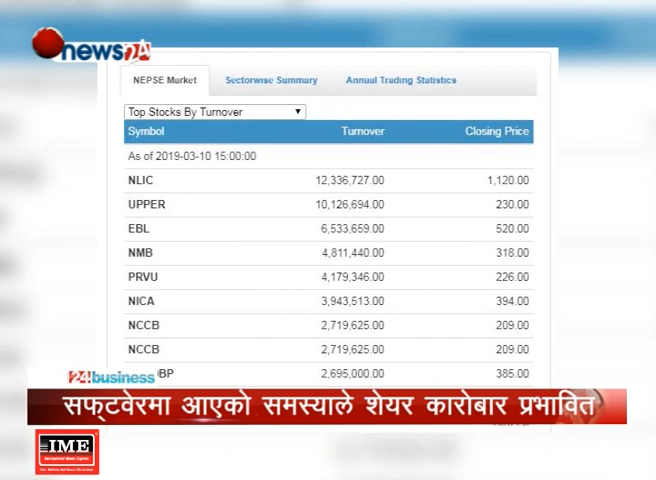 news24
NEPSE Market Sectorwise Summary Annual Trading Statistics
Top Stocks By Turnover
Symbol Turnover Closing Price
As of 2019-03-10 15:00:00
NLIC 12,336,727.00 1,120.00
UPPER 10,126,694.00 230.00
EBL 6,533,659.00 520.00
NMB 4,811,440.00 318.00
PRVU 4,179,346.00 226.00
NICA 3,943,513.00 394.00
NCCB 2,719,625.00 209.00
NCCB 2,719,625.00 209.00
BP 2,695,000.00 385.00
24business
सफ्टवेरमा आएको समस्याले शेयर कारोबार प्रभावित
IME